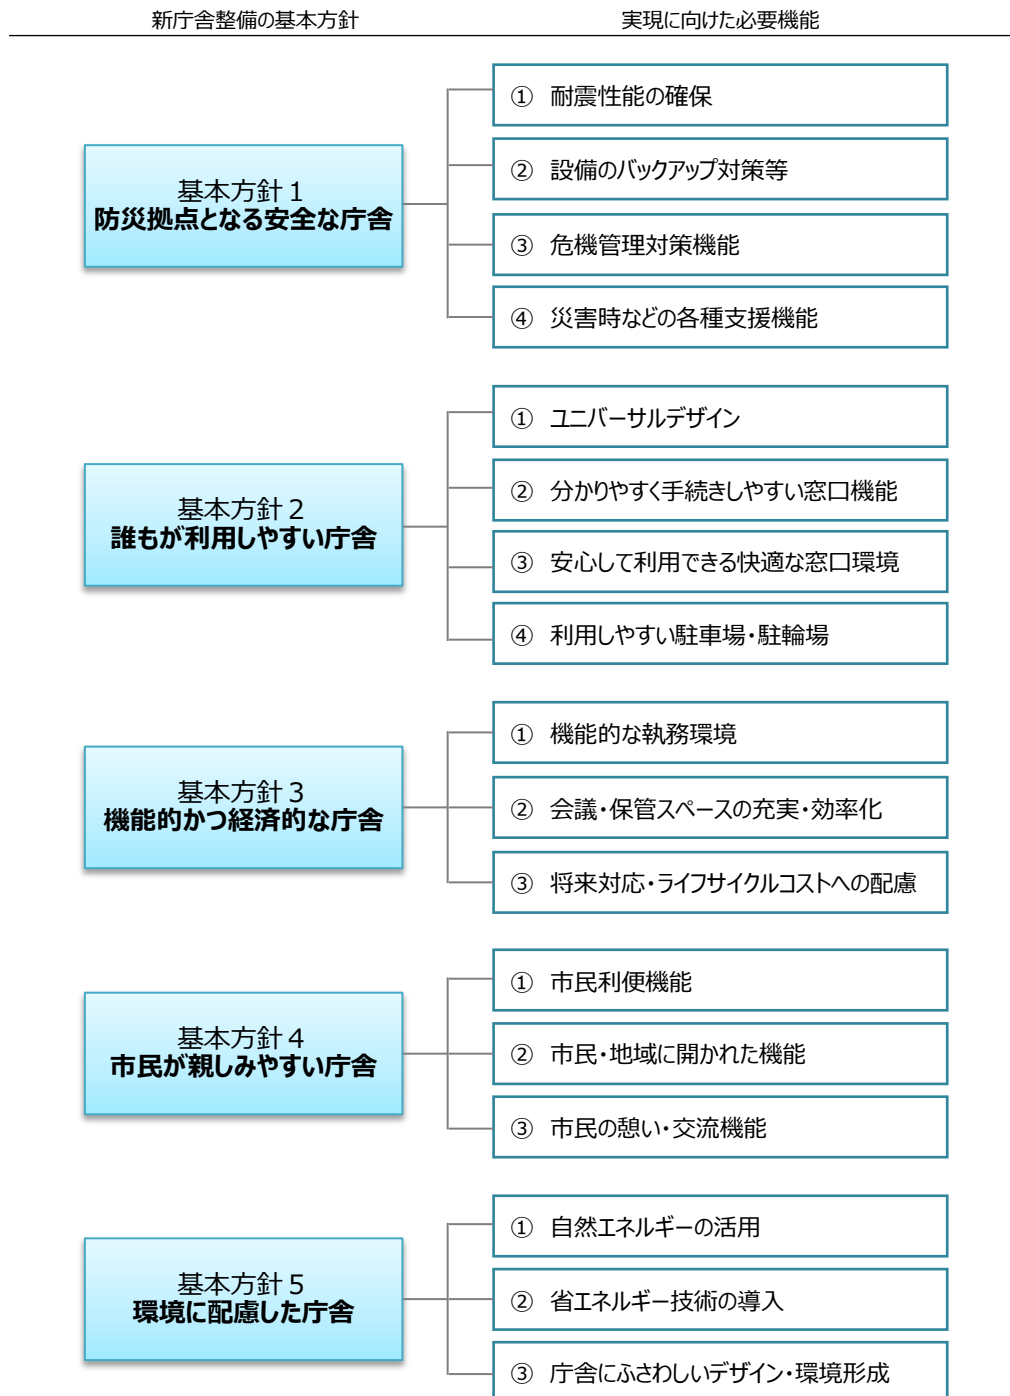 新庁舎整備の基本方針 実現に向けた必要機能
基本方針１
防災拠点となる安全な庁舎
① 耐震性能の確保
② 設備のバックアップ対策等
③ 危機管理対策機能
④ 災害時などの各種支援機能
基本方針２
誰もが利用しやすい庁舎
① ユニバーサルデザイン
② 分かりやすく手続きしやすい窓口機能
③ 安心して利用できる快適な窓口環境
④ 利用しやすい駐車場・駐輪場
基本方針３
機能的かつ経済的な庁舎
① 機能的な執務環境
② 会議・保管スペースの充実・効率化
③ 将来対応・ライフサイクルコストへの配慮
基本方針４
市民が親しみやすい庁舎
① 市民利便機能
② 市民・地域に開かれた機能
③ 市民の憩い・交流機能
基本方針５
環境に配慮した庁舎
① 自然エネルギーの活用
② 省エネルギー技術の導入
③ 庁舎にふさわしいデザイン・環境形成